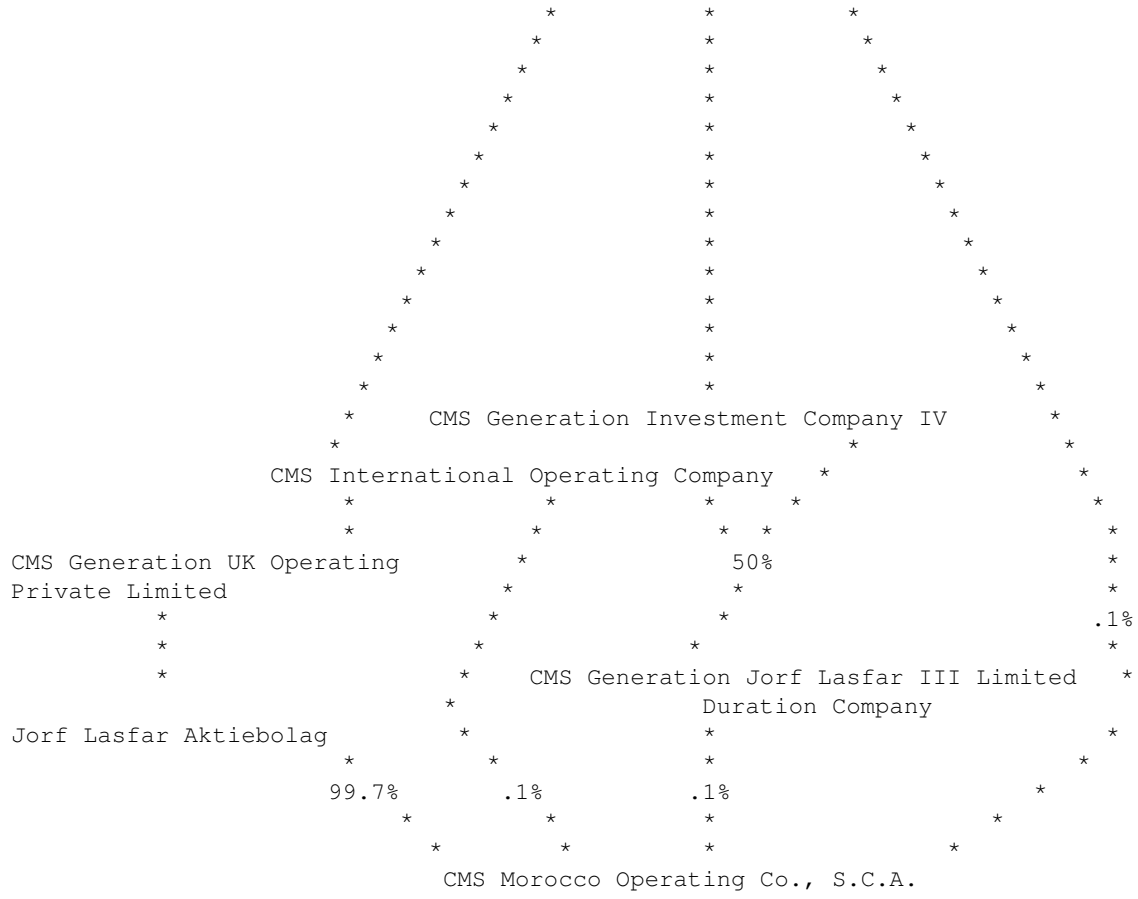 * * *
* * *
* * *
* * *
* * *
* * *
* * *
* * *
* * *
* * *
* * *
* * *
* * *
* * *
* CMS Generation Investment Company IV *
* * *
CMS International Operating Company * *
* * * * *
* * * * *
CMS Generation UK Operating * 50% *
Private Limited * * *
* * * .1%
* * * *
* * CMS Generation Jorf Lasfar III Limited *
* Duration Company
Jorf Lasfar Aktiebolag * * *
* * * *
99.7% .1% .1% *
* * * *
* * * *
CMS Morocco Operating Co., S.C.A.